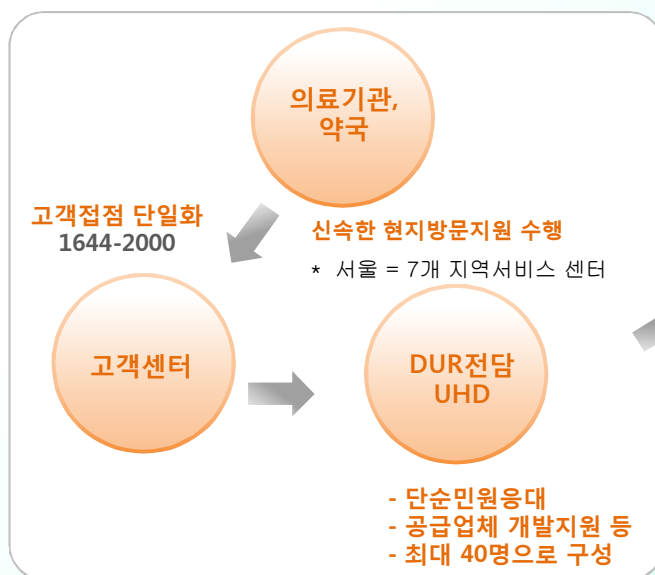 의료기관,
약국
고객접점 단일화
1644-2000
신속한 현지방문지원 수행
* 서울 = 7개 지역서비스 센터
고객센터
DUR전담
UHD
- 단순민원응대
- 공급업체 개발지원 등
- 최대 40명으로 구성